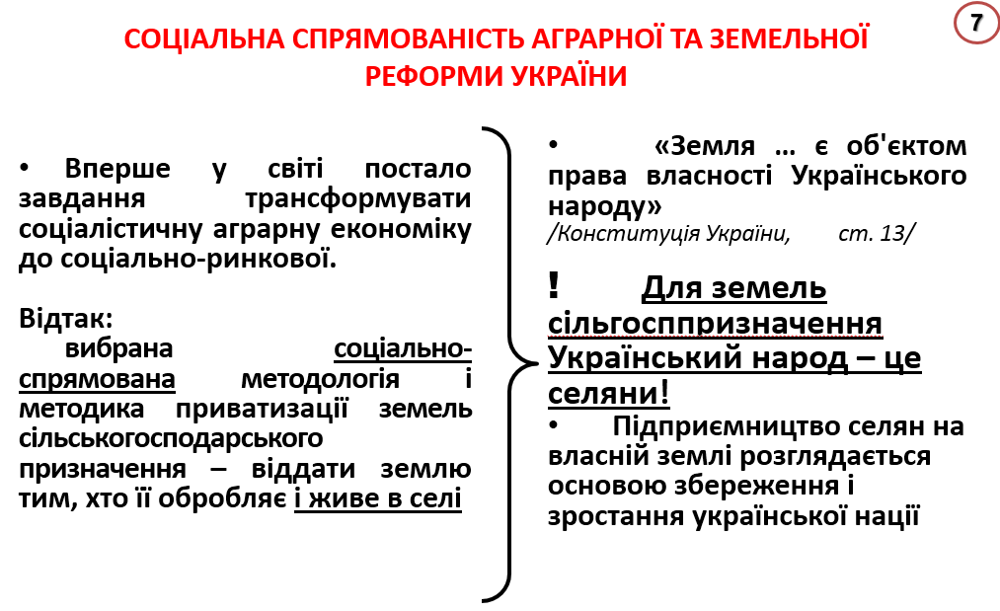 7
СОЦІАЛЬНА СПРЯМОВАНІСТЬ АГРАРНОЇ ТА ЗЕМЕЛЬНОЇ
РЕФОРМИ УКРАЇНИ
• Вперше у світі постало
завдання трансформувати
соціалістичну аграрну економіку
до соціально-ринкової.
Відтак:
вибрана соціально-
спрямована методологія і
методика приватизації земель
сільськогосподарського
призначення – віддати землю
тим, хто її обробляє і живе в селі
• «Земля … є об'єктом
права власності Українського
народу»
/Конституція України, ст. 13/
! Для земель
сільгосппризначення
Український народ – це
селяни!
• Підприємництво селян на
власній землі розглядається
основою збереження і
зростання української нації